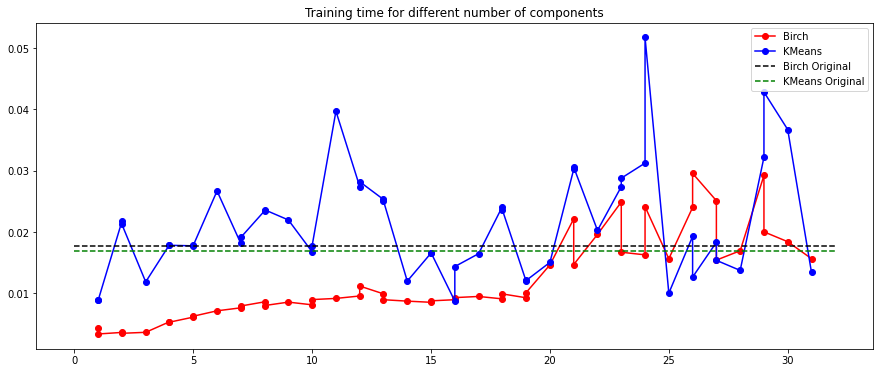 Training time for different number of components
Birch
KMeans
Birch Original
KMeans Original
0.05
0.04
0.03
0.02
0.01
0 5 10 15 20 25 30